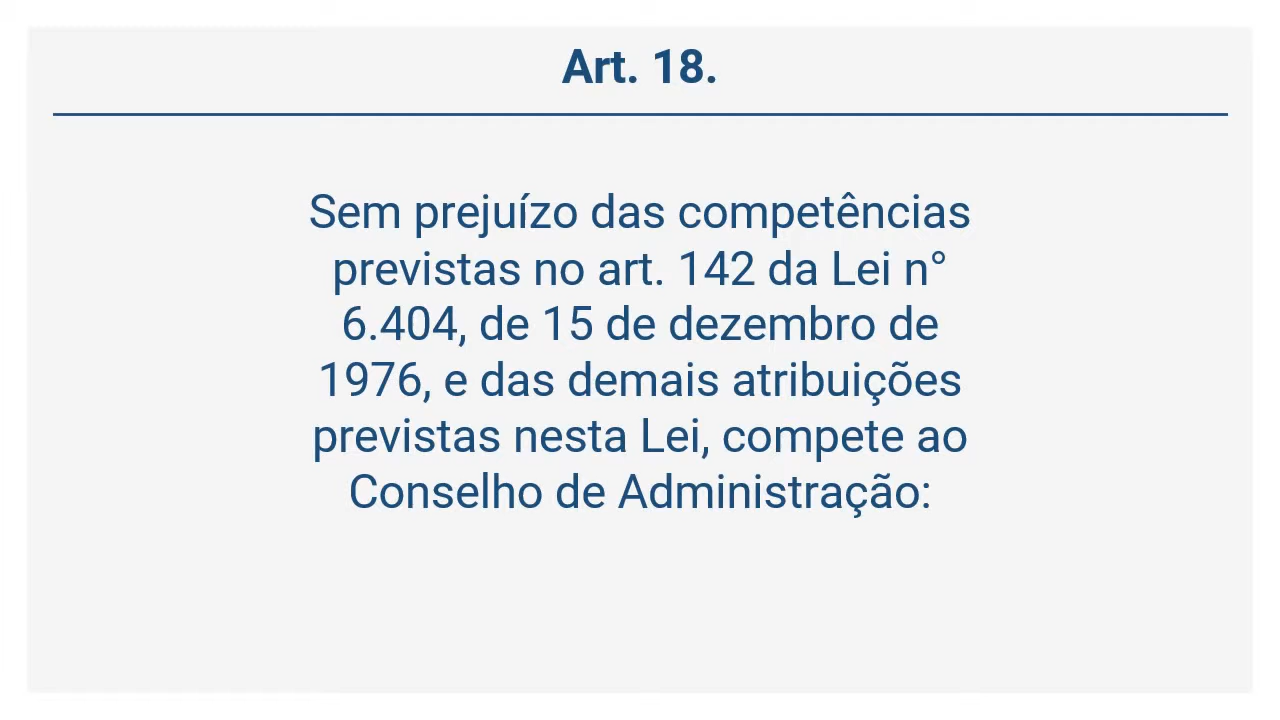 Art. 18.
Sem prejuízo das competências
previstas no art. 142 da Lei n°
6.404, de 15 de dezembro de
1976, e das demais atribuições
previstas nesta Lei, compete ao
Conselho de Administração: